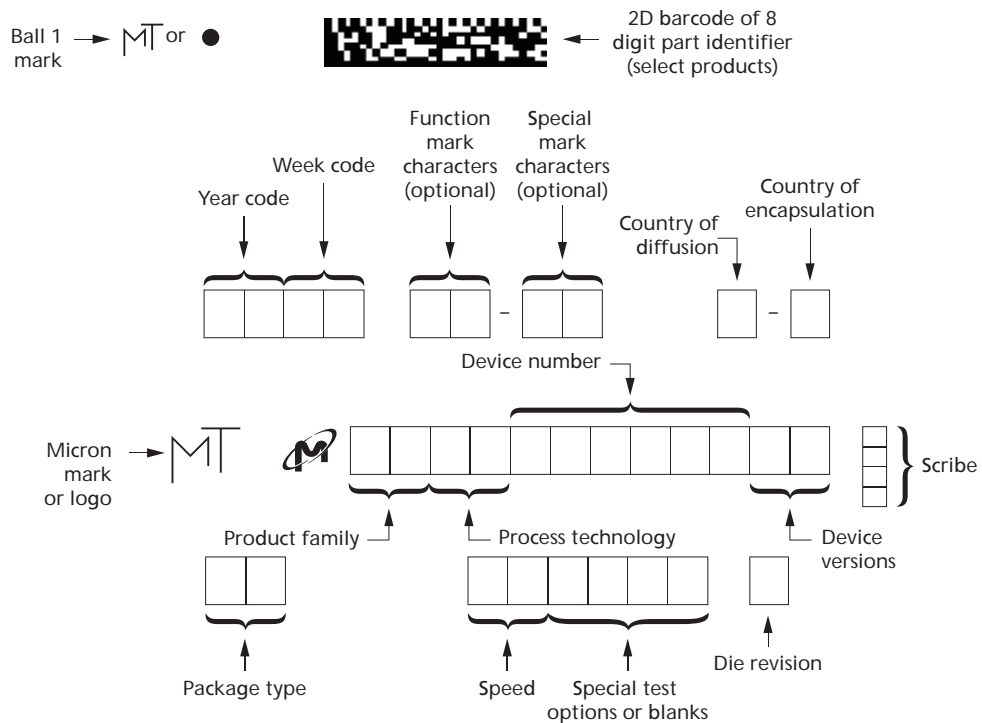 Ball 1
mark
MT or
2D barcode of 8
digit part identifier
(select products)
Function
mark
characters
(optional)
Special
mark
characters
(optional)
Week code
Year code
Country of
encapsulation
Country of
diffusion
–
–
Device number
Micron
mark
or logo
MT
M
Scribe
Product family
Process technology
Device
versions
Package type
Speed
Special test
options or blanks
Die revision